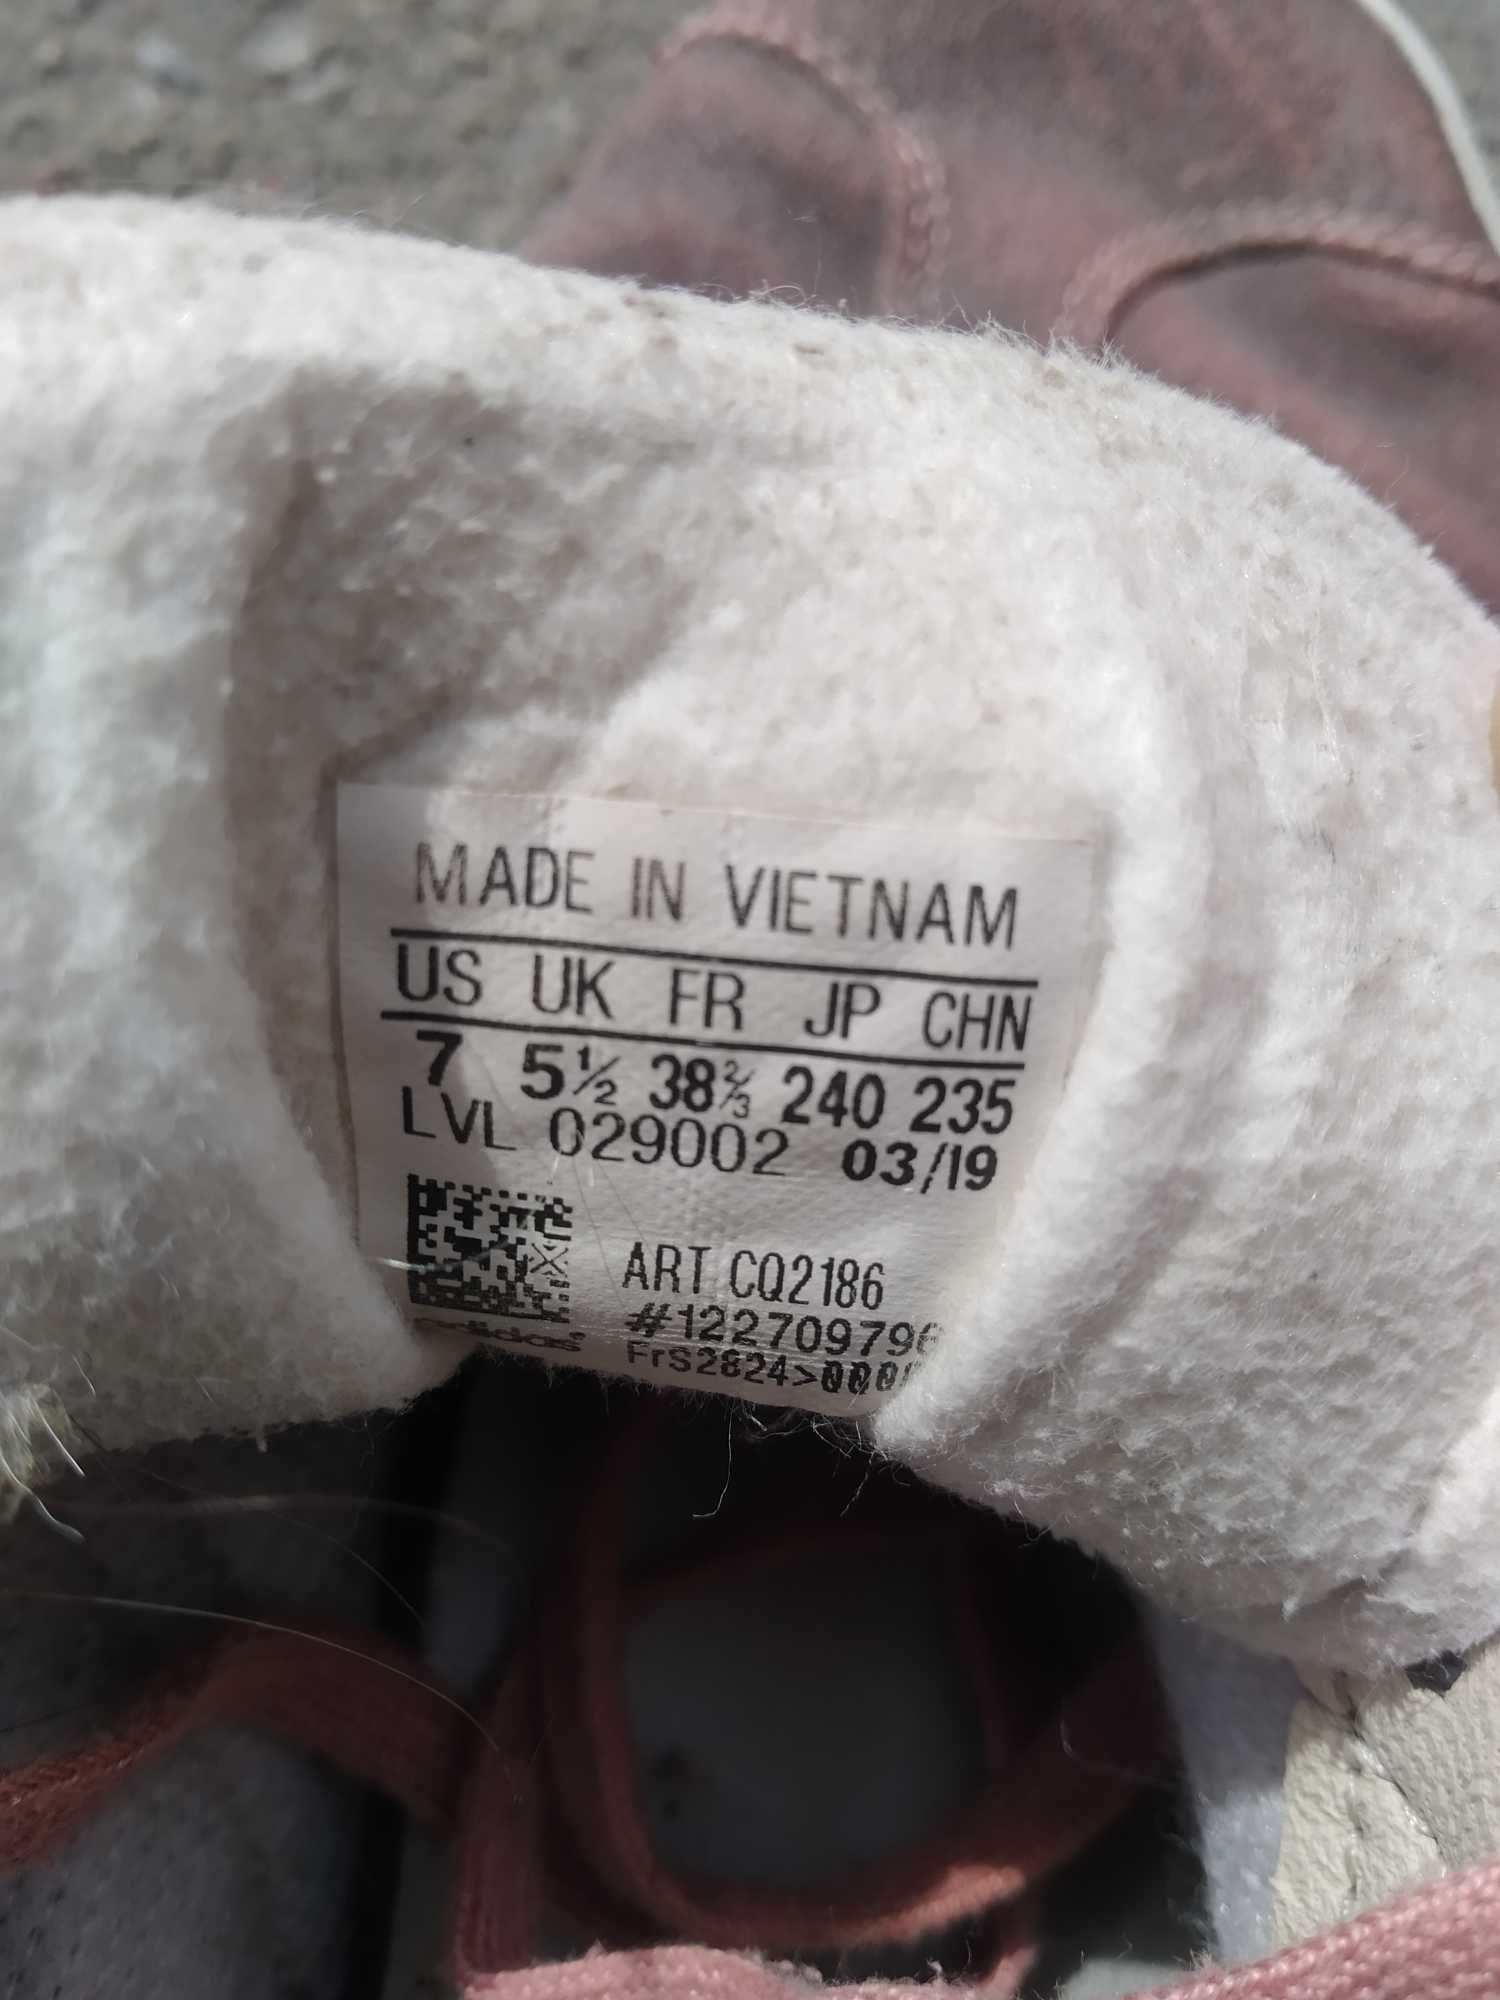 MADE IN VIETNAM
US UK FR JP CHN
7 5½ 38⅔ 240 235
LVL 029002 03/19
ART CQ2186
adidas